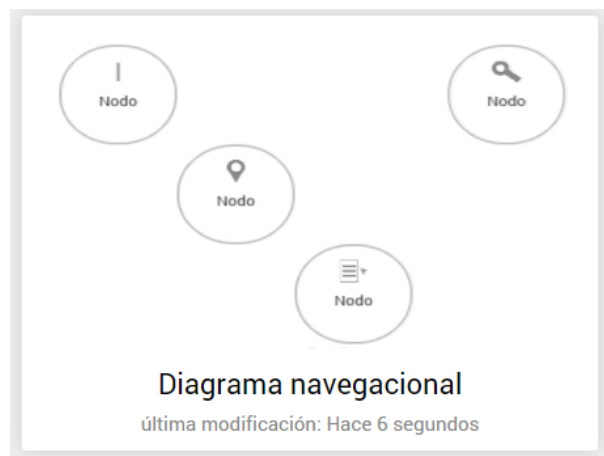 Nodo
Nodo
Nodo
Nodo
Diagrama navegacional
última modificación: Hace 6 segundos